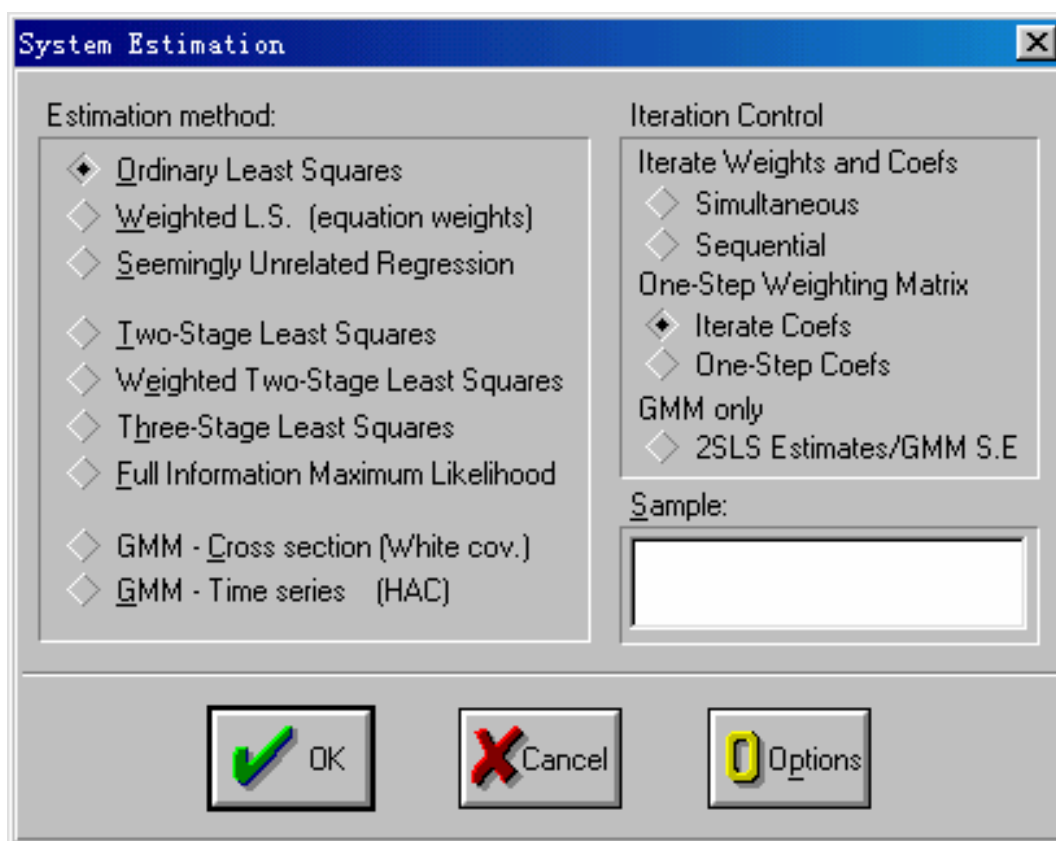 System Estimation
Estimation method:
Ordinary Least Squares
Weighted L.S. (equation weights)
Seemingly Unrelated Regression
Two-Stage Least Squares
Weighted Two-Stage Least Squares
Three-Stage Least Squares
Full Information Maximum Likelihood
GMM - Cross section (White cov.)
GMM - Time series (HAC)
Iteration Control
Iterate Weights and Coefs
Simultaneous
Sequential
One-Step Weighting Matrix
Iterate Coefs
One-Step Coefs
GMM only
2SLS Estimates/GMM S.E
Sample:
OK
Cancel
Options